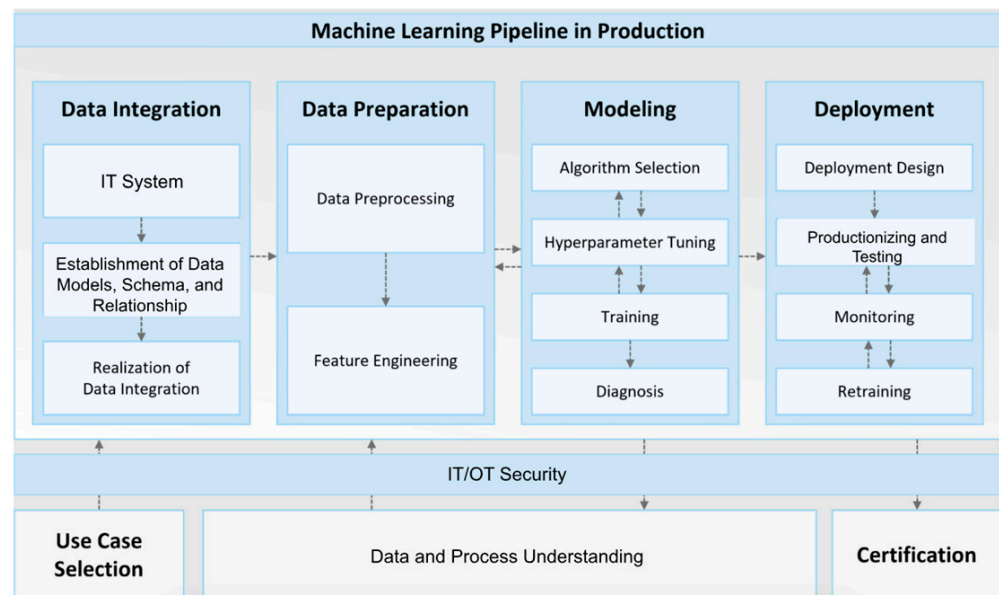 Machine Learning Pipeline in Production
Data Integration
IT System
Establishment of Data
Models, Schema, and
Relationship
Realization of
Data Integration
Data Preparation
Data Preprocessing
Feature Engineering
Modeling
Algorithm Selection
Hyperparameter Tuning
Training
Diagnosis
Deployment
Deployment Design
Productionizing and
Testing
Monitoring
Retraining
IT/OT Security
Use Case
Selection
Data and Process Understanding
Certification